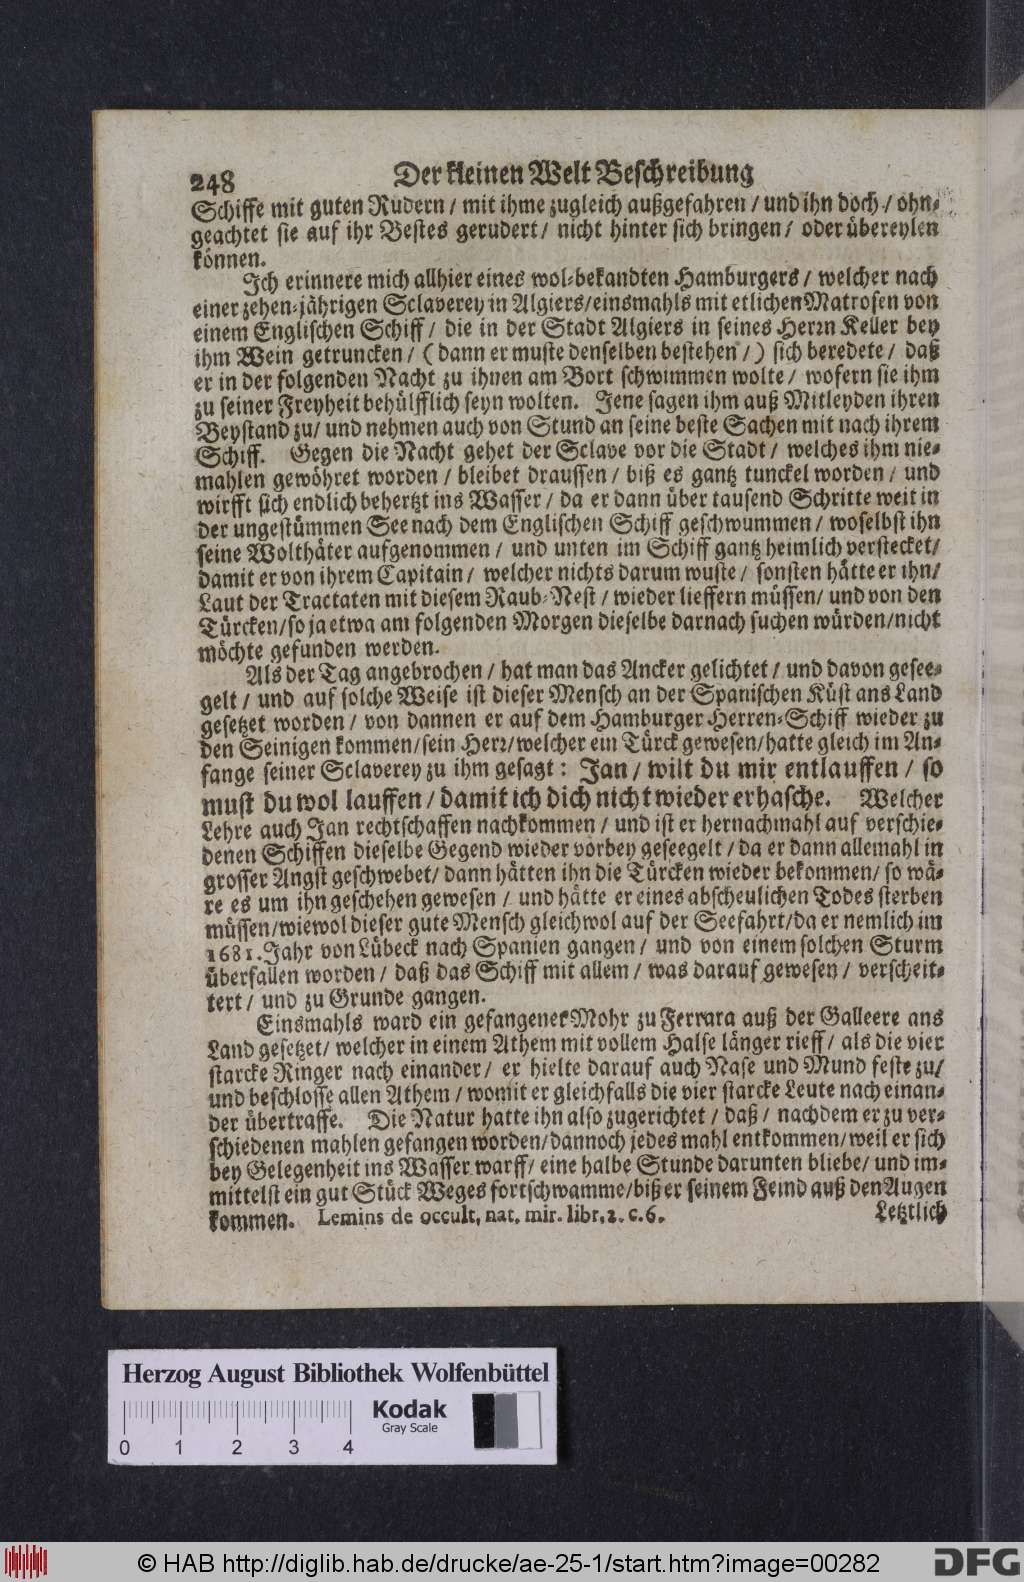 248 Der kleinen Welt Beschreibung
Schiffe mit guten Rudern / mit ihme zugleich außgefahren / und ihn doch / ohn-
geachtet sie auf ihr Bestes gerudert / nicht hinter sich bringen / oder übereylen
können.
Ich erinnere mich allhier eines wol-bekandten Hamburgers / welcher nach
einer zehen-jährigen Sclaverey in Algiers / einsmahls mit etlichen Matrosen von
einem Englischen Schiff / die in der Stadt Algiers in seines Herrn Keller bey
ihm Wein getruncken / ( dann er muste denselben bestehen / ) sich beredete / daß
er in der folgenden Nacht zu ihnen am Bort schwimmen wolte / wofern sie ihm
zu seiner Freyheit behülfflich seyn wolten. Jene sagen ihm auß Mitleyden ihren
Beystand zu / und nehmen auch von Stund an seine beste Sachen mit nach ihrem
Schiff. Gegen die Nacht gehet der Sclave vor die Stadt / welches ihm nie-
mahlen gewöhret worden / bleibet draussen / biß es gantz tunckel worden / und
wirfft sich endlich behertzt ins Wasser / da er dann über tausend Schritte weit in
der ungestümmen See nach dem Englischen Schiff geschwummen / woselbst ihn
seine Wolthäter aufgenommen / und unten im Schiff gantz heimlich verstecket /
damit er von ihrem Capitain / welcher nichts darum wuste / sonsten hätte er ihn /
Laut der Tractaten mit diesem Raub-Nest / wieder lieffern müssen / und von den
Türcken / so ja etwa am folgenden Morgen dieselbe darnach suchen würden / nicht
möchte gefunden werden.
Als der Tag angebrochen / hat man das Ancker gelichtet / und davon gesee-
gelt / und auf solche Weise ist dieser Mensch an der Spanischen Küst ans Land
gesetzet worden / von dannen er auf dem Hamburger Herren-Schiff wieder zu
den Seinigen kommen / sein Herr / welcher ein Türck gewesen / hatte gleich im An-
fange seiner Sclaverey zu ihm gesagt : Jan / wilt du mir entlauffen / so
must du wol lauffen / damit ich dich nicht wieder erhasche. Welcher
Lehre auch Jan rechtschaffen nachkommen / und ist er hernachmahl auf verschie-
denen Schiffen dieselbe Gegend wieder vorbey geseegelt / da er dann allemahl in
grosser Angst geschwebet / dann hätten ihn die Türcken wieder bekommen / so wä-
re es um ihn geschehen gewesen / und hätte er eines abscheulichen Todes sterben
müssen / wiewol dieser gute Mensch gleichwol auf der Seefahrt / da er nemlich im
1681. Jahr von Lübeck nach Spanien gangen / und von einem solchen Sturm
überfallen worden / daß das Schiff mit allem / was darauf gewesen / verscheit-
tert / und zu Grunde gangen.
Einsmahls ward ein gefangener Mohr zu Ferrara auß der Galleere ans
Land gesetzet / welcher in einem Athem mit vollem Halse länger rieff / als die vier
starcke Ringer nach einander / er hielte darauf auch Nase und Mund feste zu /
und beschlosse allen Athem / womit er gleichfalls die vier starcke Leute nach einan-
der übertraffe. Die Natur hatte ihn also zugerichtet / daß / nachdem er zu ver-
schiedenen mahlen gefangen worden / dannoch jedes mahl entkommen / weil er sich
bey Gelegenheit ins Wasser warff / eine halbe Stunde darunten bliebe / und im-
mittelst ein gut Stück Weges fortschwamme / biß er seinem Feind auß den Augen
kommen. Lemins de occult. nat. mir. libr. 2. c. 6.
Letztlich
Herzog August Bibliothek Wolfenbüttel
Kodak
Gray Scale
0 1 2 3 4
© HAB http://diglib.hab.de/drucke/ae-25-1/start.htm?image=00282
DFG